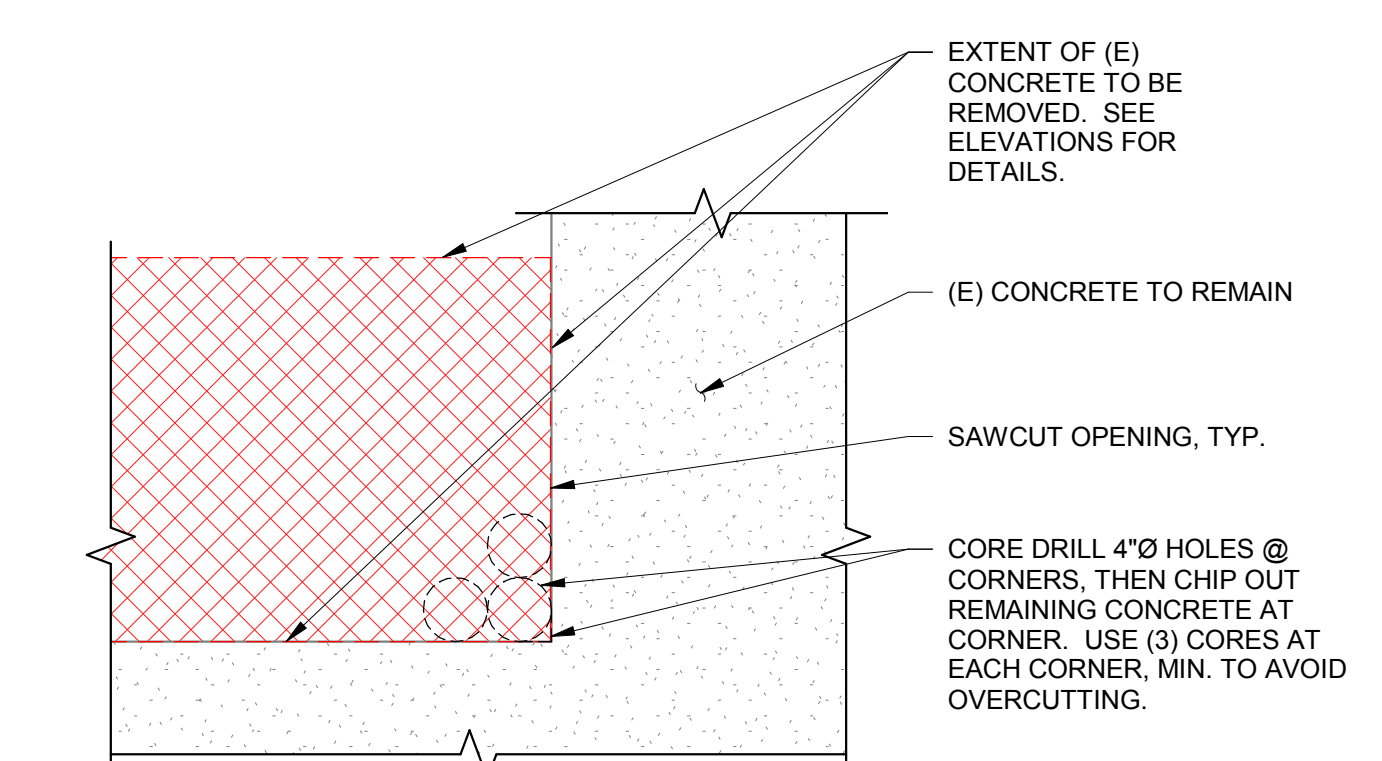 EXTENT OF (E)
CONCRETE TO BE
REMOVED.  SEE
ELEVATIONS FOR
DETAILS.
(E) CONCRETE TO REMAIN
SAWCUT OPENING, TYP.
CORE DRILL 4"Ø HOLES @
CORNERS, THEN CHIP OUT
REMAINING CONCRETE AT
CORNER.  USE (3) CORES AT
EACH CORNER, MIN. TO AVOID
OVERCUTTING.